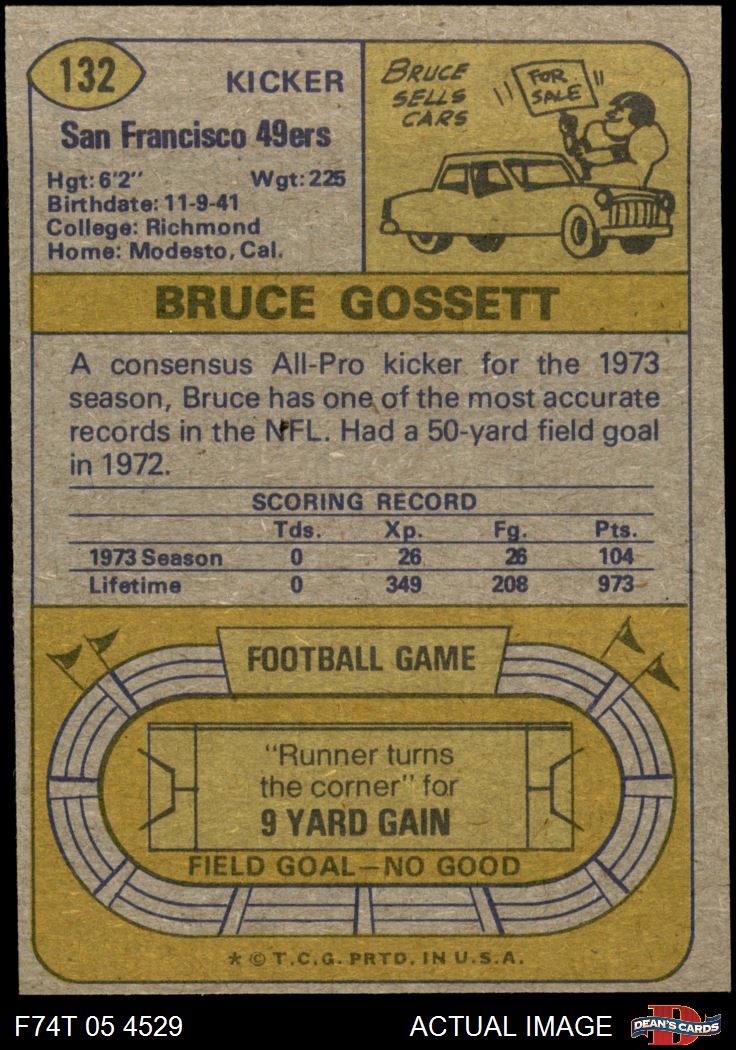 132
KICKER
San Francisco 49ers
Hgt: 6'2" Wgt: 225
Birthdate: 11-9-41
College: Richmond
Home: Modesto, Cal.
BRUCE
SELLS
CARS
FOR
SALE
BRUCE GOSSETT
A consensus All-Pro kicker for the 1973
season, Bruce has one of the most accurate
records in the NFL. Had a 50-yard field goal
in 1972.
SCORING RECORD
Tds. Xp. Fg. Pts.
1973 Season 0 26 26 104
Lifetime 0 349 208 973
FOOTBALL GAME
"Runner turns
the corner" for
9 YARD GAIN
FIELD GOAL—NO GOOD
* © T.C.G. PRTD. IN U.S.A.
F74T 05 4529 ACTUAL IMAGE
D
DEAN'S CARDS